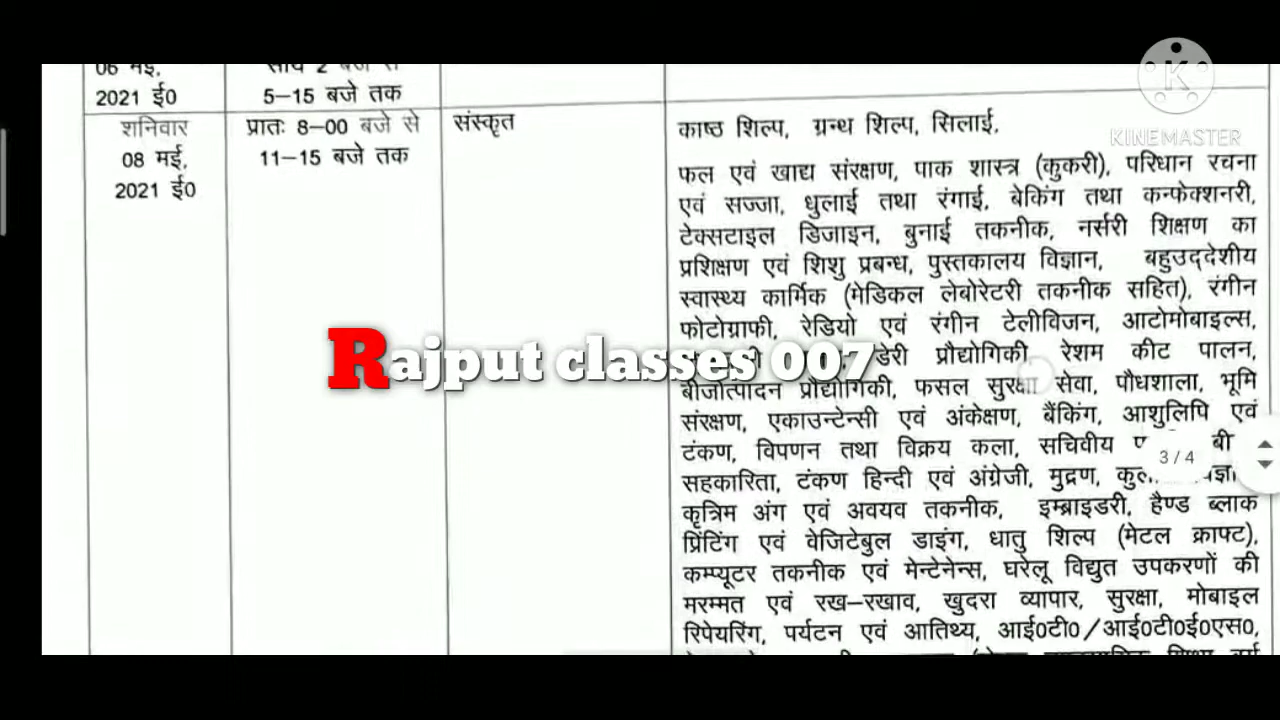 06 मई,
2021 ई0
5–15 बजे तक
शनिवार
08 मई,
2021 ई0
प्रातः 8–00 बजे से
11–15 बजे तक
संस्कृत
काष्ठ शिल्प, ग्रन्थ शिल्प, सिलाई,
फल एवं खाद्य संरक्षण, पाक शास्त्र (कुकरी), परिधान रचना
एवं सज्जा, धुलाई तथा रंगाई, बेकिंग तथा कन्फेक्शनरी,
टेक्सटाइल डिजाइन, बुनाई तकनीक, नर्सरी शिक्षण का
प्रशिक्षण एवं शिशु प्रबन्ध, पुस्तकालय विज्ञान, बहुउद्देशीय
स्वास्थ्य कार्मिक (मेडिकल लेबोरेटरी तकनीक सहित), रंगीन
फोटोग्राफी, रेडियो एवं रंगीन टेलीविजन, आटोमोबाइल्स,
प्रौद्योगिकी रेशम कीट पालन,
बीजोत्पादन प्रौद्योगिकी, फसल सुरक्षा सेवा, पौधशाला, भूमि
संरक्षण, एकाउन्टेन्सी एवं अंकेक्षण, बैंकिंग, आशुलिपि एवं
टंकण, विपणन तथा विक्रय कला, सचिवीय
सहकारिता, टंकण हिन्दी एवं अंग्रेजी, मुद्रण,
कृत्रिम अंग एवं अवयव तकनीक, इम्ब्राइडरी, हैण्ड ब्लाक
प्रिंटिंग एवं वेजिटेबुल डाइंग, धातु शिल्प (मेटल क्राफ्ट),
कम्प्यूटर तकनीक एवं मेन्टेनेन्स, घरेलू विद्युत उपकरणों की
मरम्मत एवं रख–रखाव, खुदरा व्यापार, सुरक्षा, मोबाइल
रिपेयरिंग, पर्यटन एवं आतिथ्य, आई0टी0/आई0टी0ई0एस0,
Rajput classes 007
K
KINEMASTER
3/4